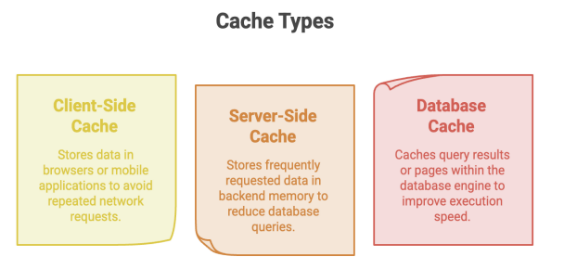 Cache Types
Client-Side
Cache
Stores data in
browsers or mobile
applications to avoid
repeated network
requests.
Server-Side
Cache
Stores frequently
requested data in
backend memory to
reduce database
queries.
Database
Cache
Caches query results
or pages within the
database engine to
improve execution
speed.